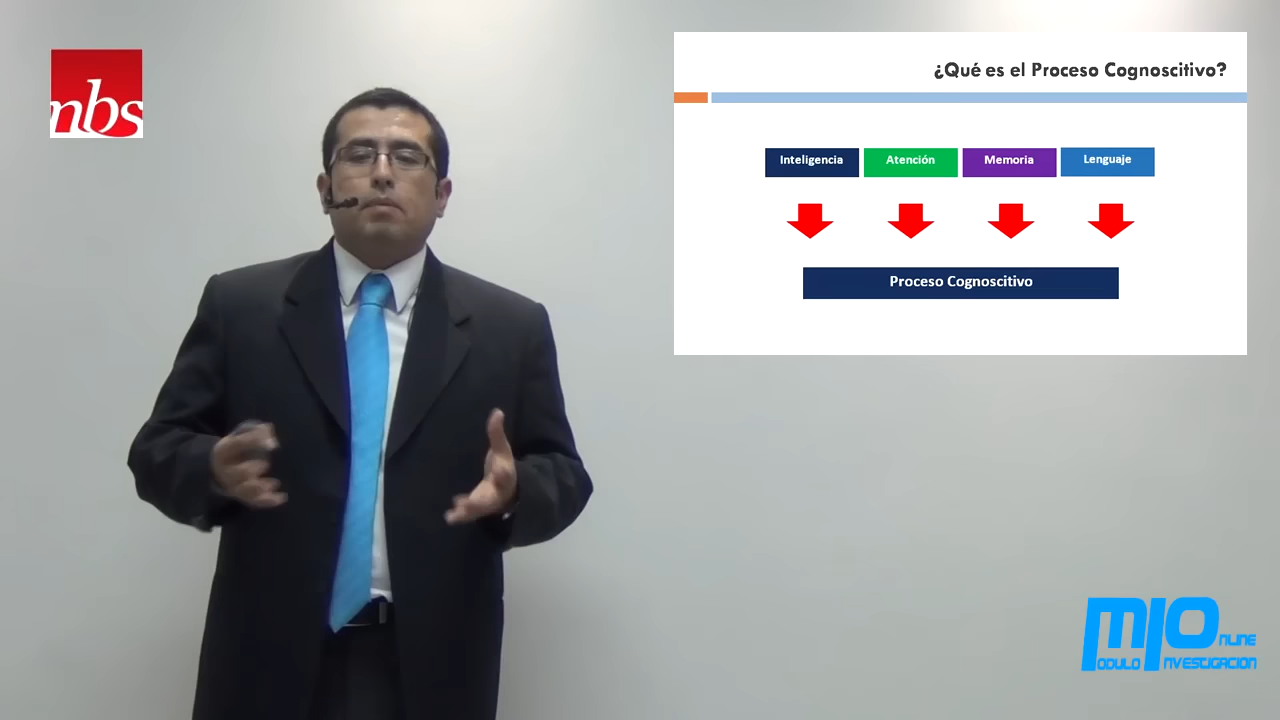 nbs
¿Qué es el Proceso Cognoscitivo?
Inteligencia Atención Memoria Lenguaje
Proceso Cognoscitivo
MIO NLINE
ODULO NVESTIGACION